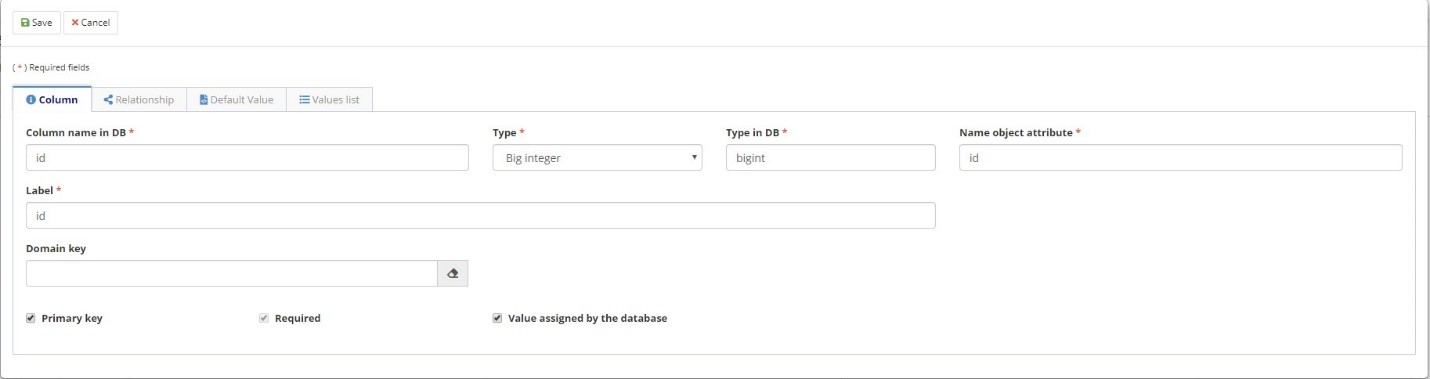 Save Cancel
( * ) Required fields
Column Relationship Default Value Values list
Column name in DB * Type * Type in DB * Name object attribute *
id Big integer bigint id
Label *
id
Domain key
Primary key Required Value assigned by the database